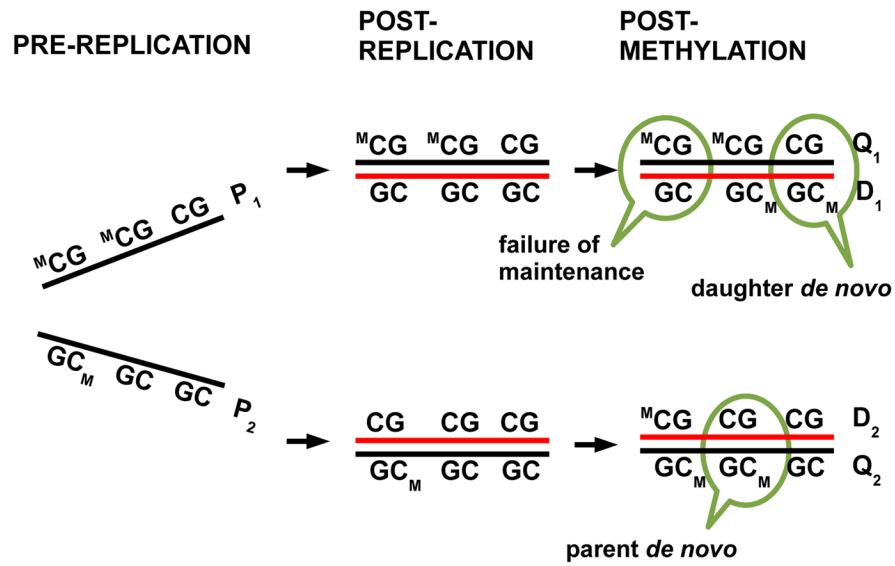 PRE-REPLICATION
POST-
REPLICATION
POST-
METHYLATION
MCG MCG CG P1
GCM GC GC P2
MCG MCG CG
GC GC GC
MCG MCG CG Q1
GC GCM GCM D1
failure of
maintenance
daughter de novo
CG CG CG
GCM GC GC
MCG CG CG D2
GCM GCM GC Q2
parent de novo